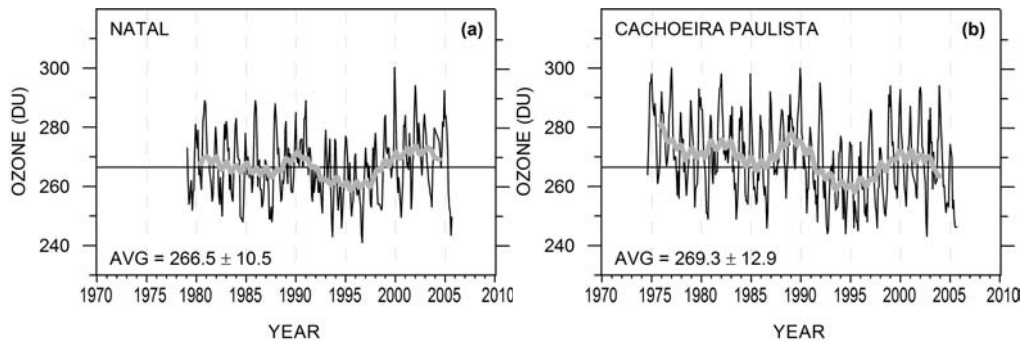 NATAL (a)
OZONE (DU)
300
280
260
240
AVG = 266.5 ± 10.5
1970 1975 1980 1985 1990 1995 2000 2005 2010
YEAR
CACHOEIRA PAULISTA (b)
OZONE (DU)
300
280
260
240
AVG = 269.3 ± 12.9
1970 1975 1980 1985 1990 1995 2000 2005 2010
YEAR